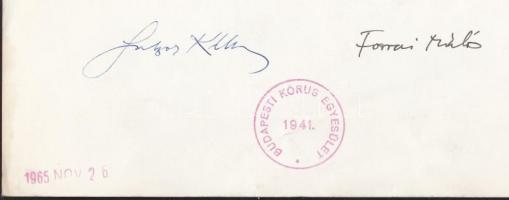 Forrai Miklós
BUDAPESTI KÓRUS EGYESÜLET
1941.
1965 NOV 26